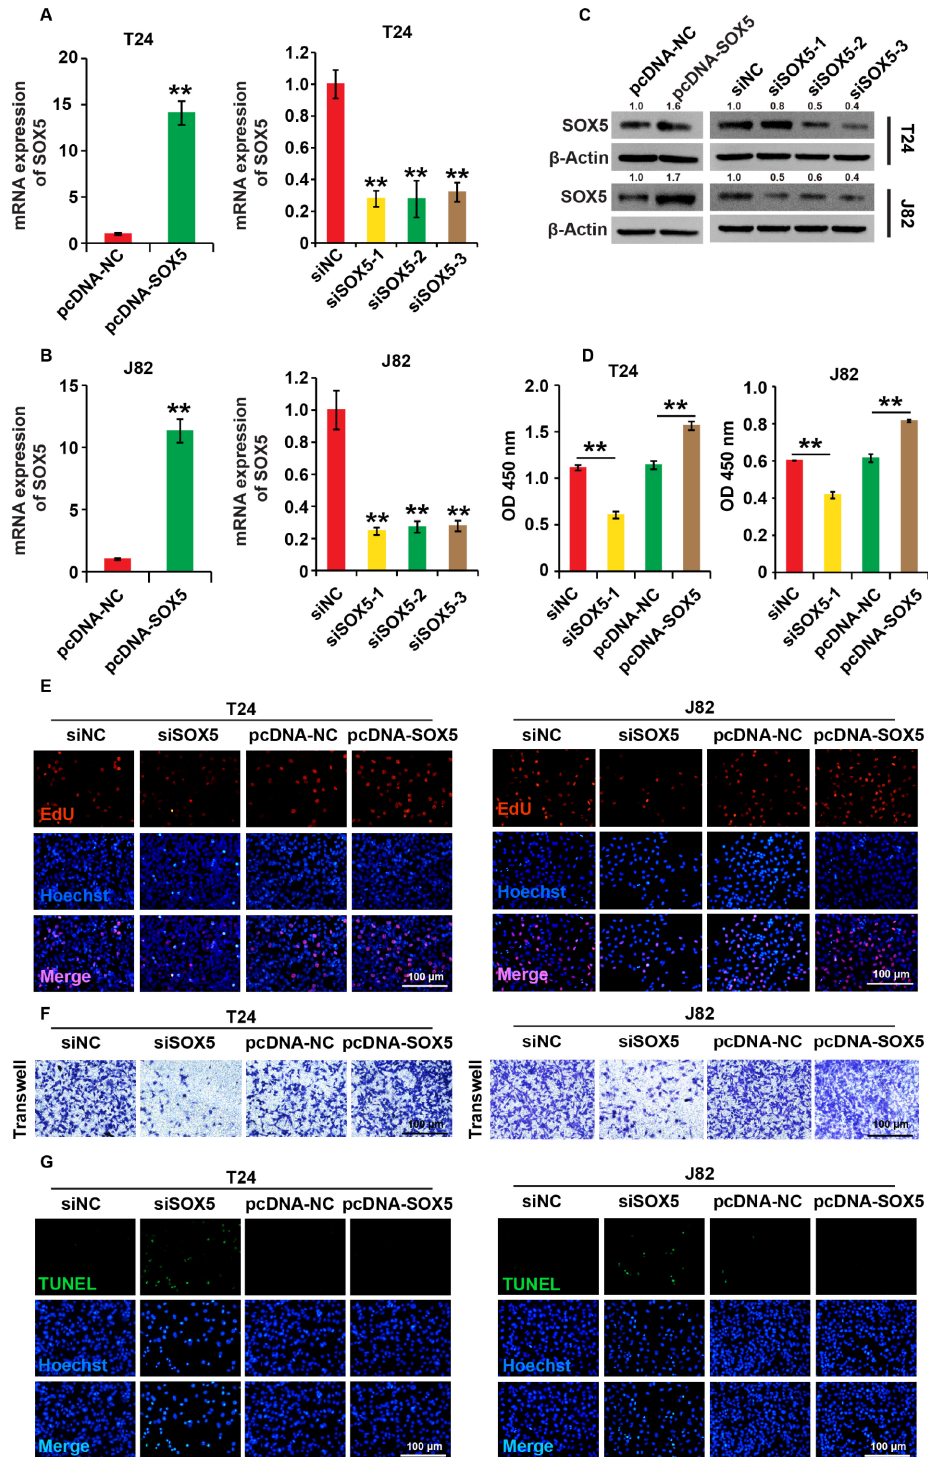 A
T24
mRNA expression of SOX5
20
15
10
5
0
**
pcDNA-NC
pcDNA-SOX5
T24
mRNA expression of SOX5
1.2
1.0
0.8
0.6
0.4
0.2
0
** ** **
siNC
siSOX5-1
siSOX5-2
siSOX5-3
C
pcDNA-NC pcDNA-SOX5 siNC siSOX5-1 siSOX5-2 siSOX5-3
1.0 1.6 1.0 0.8 0.5 0.4
SOX5
β-Actin
T24
1.0 1.7 1.0 0.5 0.6 0.4
SOX5
β-Actin
J82
B
J82
mRNA expression of SOX5
15
10
5
0
**
pcDNA-NC
pcDNA-SOX5
J82
mRNA expression of SOX5
1.2
1.0
0.8
0.6
0.4
0.2
0
** ** **
siNC
siSOX5-1
siSOX5-2
siSOX5-3
D
T24
OD 450 nm
2.0
1.5
1.0
0.5
0
** **
siNC
siSOX5-1
pcDNA-NC
pcDNA-SOX5
J82
OD 450 nm
1.0
0.8
0.6
0.4
0.2
0
** **
siNC
siSOX5-1
pcDNA-NC
pcDNA-SOX5
E
T24
siNC siSOX5 pcDNA-NC pcDNA-SOX5
EdU
Hoechst
Merge
100 μm
J82
siNC siSOX5 pcDNA-NC pcDNA-SOX5
EdU
Hoechst
Merge
100 μm
F
T24
siNC siSOX5 pcDNA-NC pcDNA-SOX5
Transwell
100 μm
J82
siNC siSOX5 pcDNA-NC pcDNA-SOX5
Transwell
100 μm
G
T24
siNC siSOX5 pcDNA-NC pcDNA-SOX5
TUNEL
Hoechst
Merge
100 μm
J82
siNC siSOX5 pcDNA-NC pcDNA-SOX5
TUNEL
Hoechst
Merge
100 μm